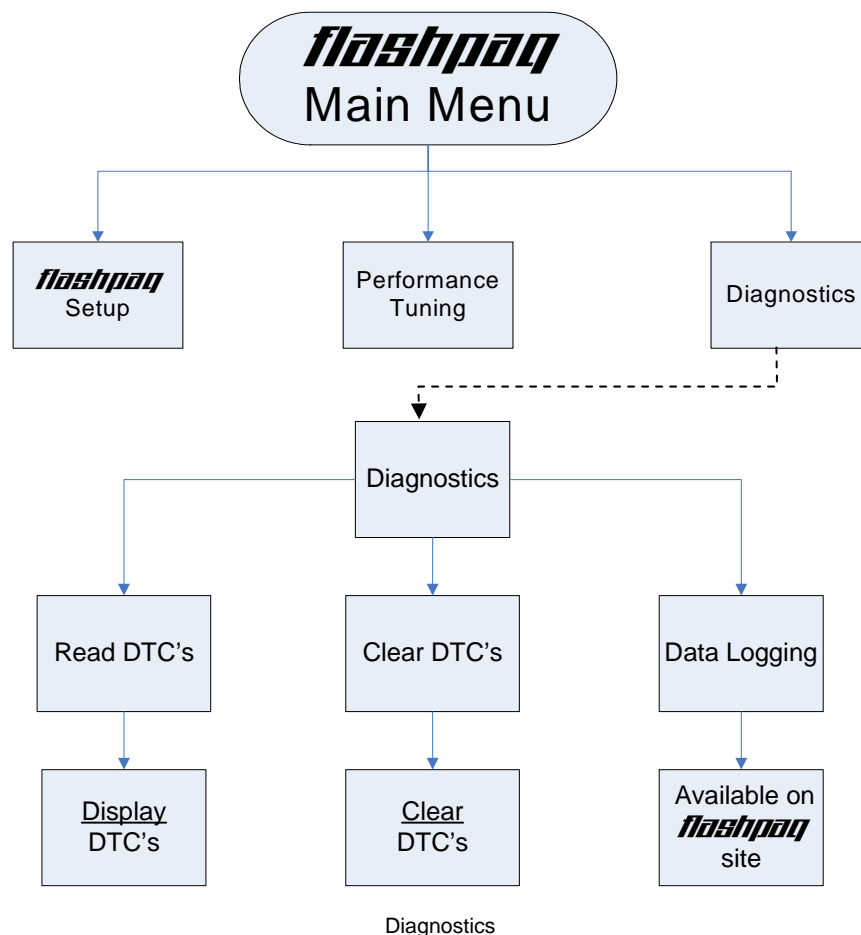 flashpaq
Main Menu
flashpaq
Setup
Performance
Tuning
Diagnostics
Diagnostics
Read DTC's
Clear DTC's
Data Logging
Display
DTC's
Clear
DTC's
Available on
flashpaq
site
Diagnostics